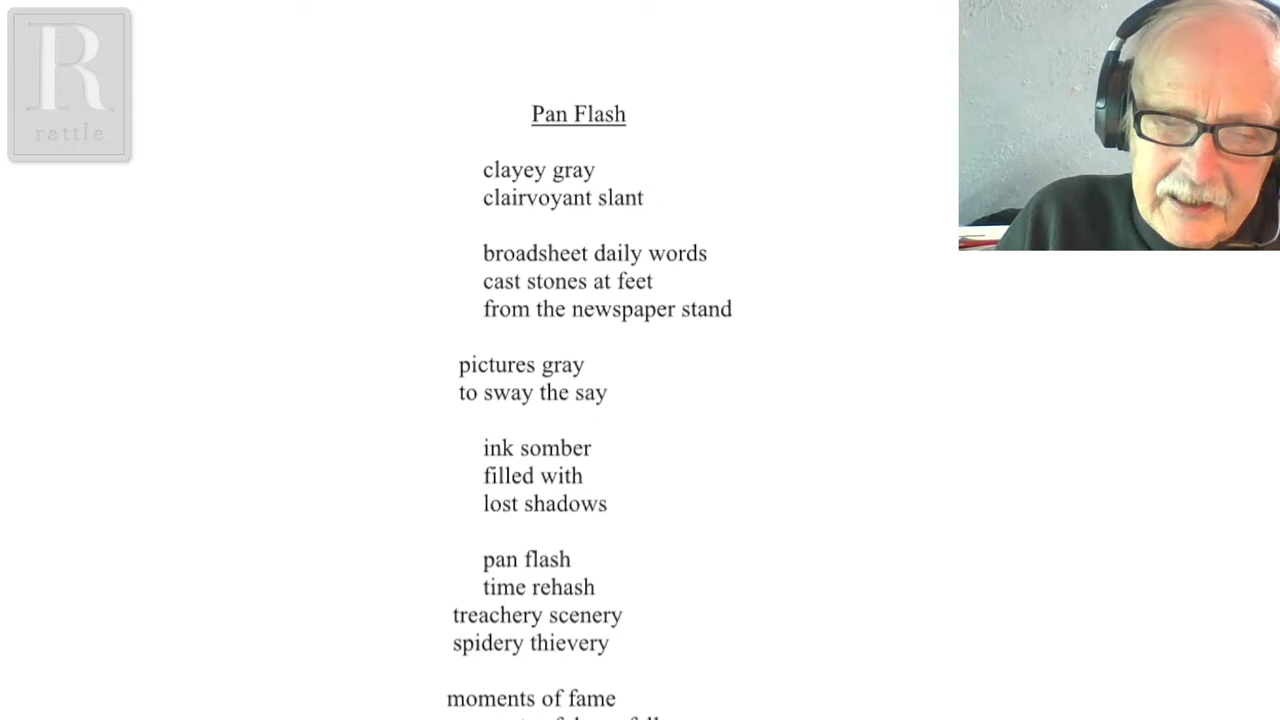 R
rattle
Pan Flash
clayey gray
clairvoyant slant
broadsheet daily words
cast stones at feet
from the newspaper stand
pictures gray
to sway the say
ink somber
filled with
lost shadows
pan flash
time rehash
treachery scenery
spidery thievery
moments of fame